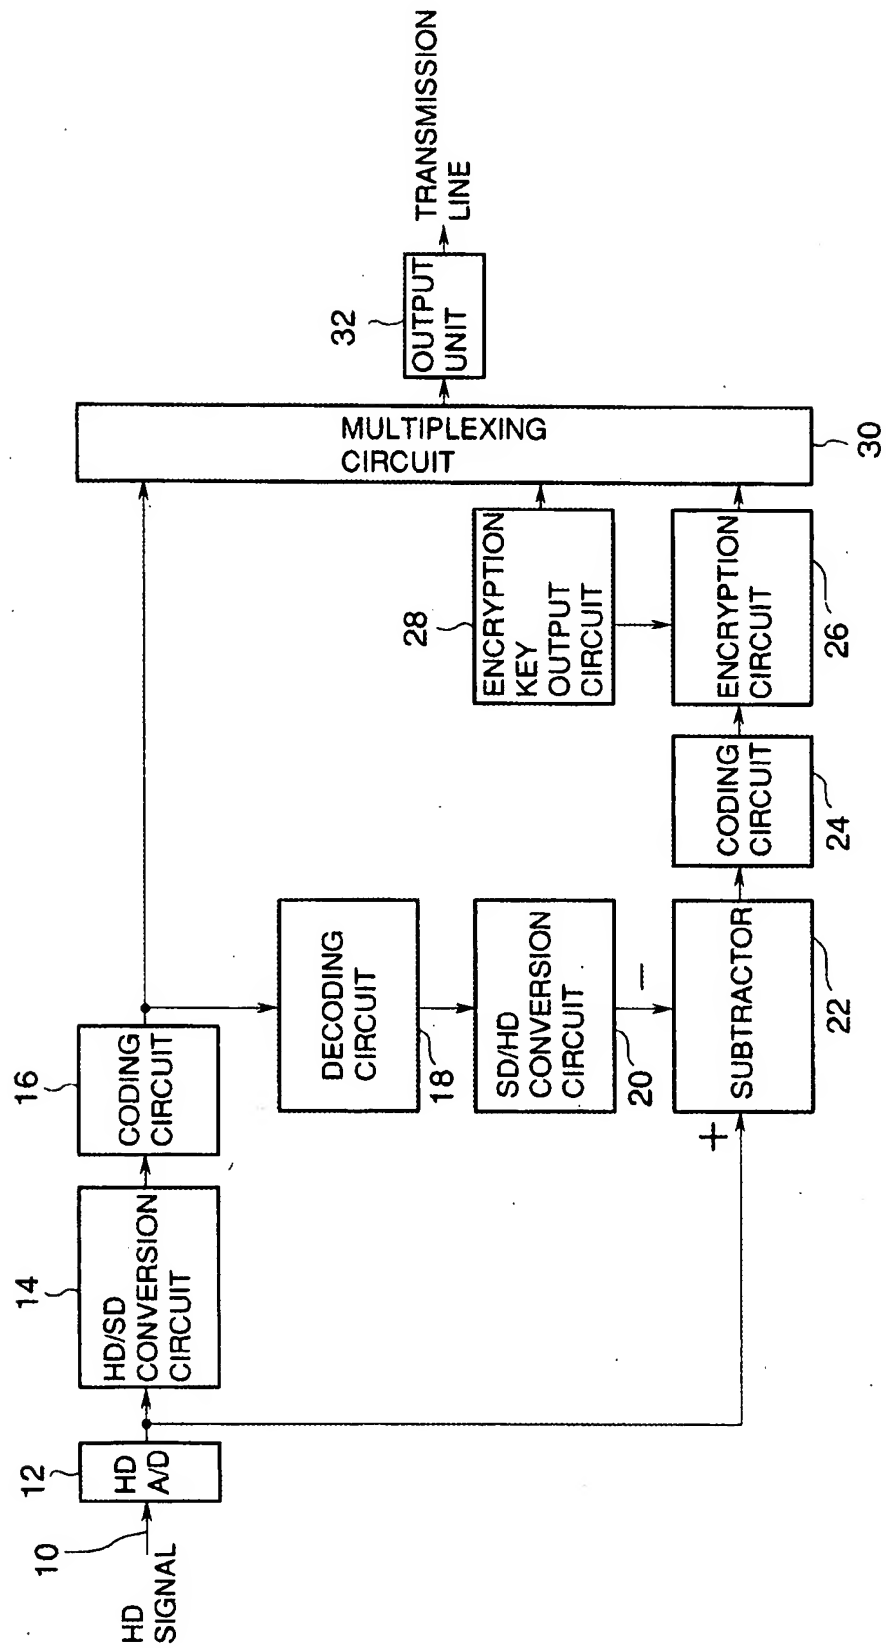 HD
SIGNAL
10
12
HD
A/D
14
HD/SD
CONVERSION
CIRCUIT
16
CODING
CIRCUIT
DECODING
CIRCUIT
18
SD/HD
CONVERSION
CIRCUIT
20
−
+
SUBTRACTOR
22
CODING
CIRCUIT
24
28
ENCRYPTION
KEY
OUTPUT
CIRCUIT
ENCRYPTION
CIRCUIT
26
MULTIPLEXING
CIRCUIT
30
32
OUTPUT
UNIT
TRANSMISSION
LINE